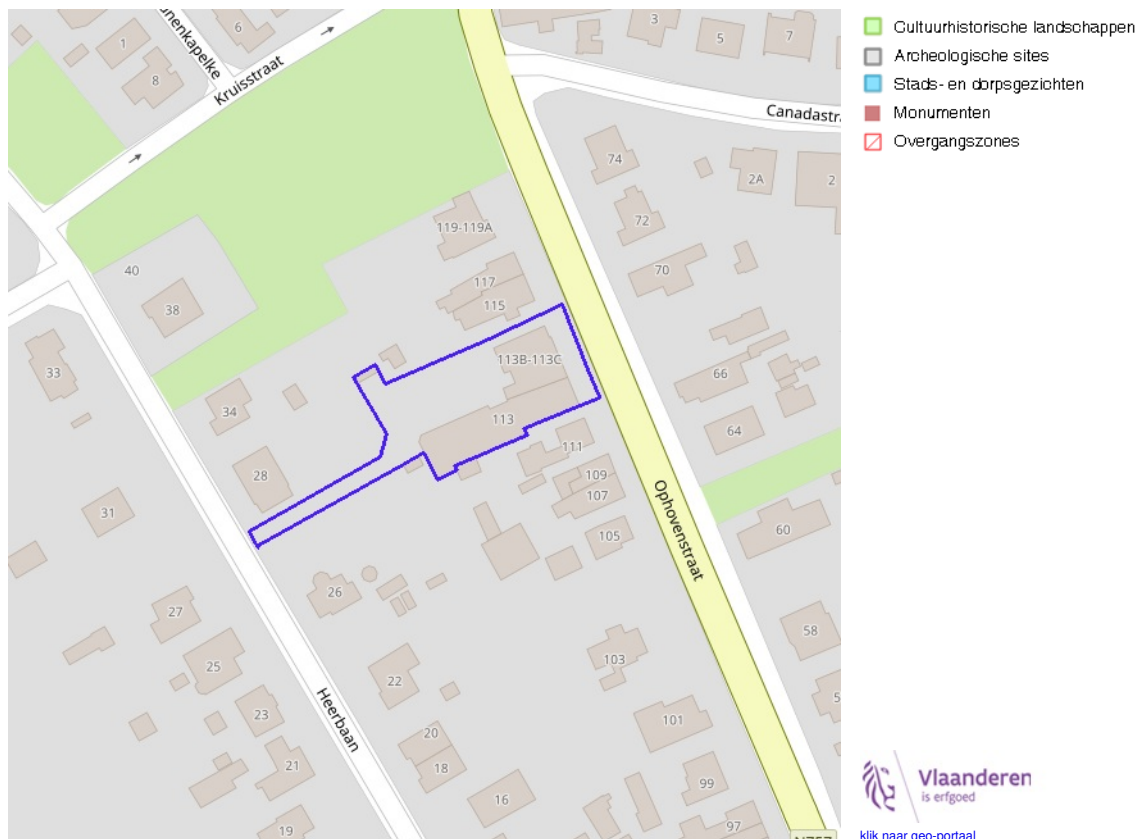 3
5
7
6
1
8
unenkapelke
Kruisstraat
Canadastra
74
2A
2
72
119-119A
70
40
117
38
115
33
113B-113C
66
34
113
64
111
28
109
107
31
105
60
Ophovenstraat
26
27
58
103
25
22
5
23
101
Heerbaan
20
18
21
99
16
97
19
Cultuurhistorische landschappen
Archeologische sites
Stads- en dorpsgezichten
Monumenten
Overgangszones
Vlaanderen
is erfgoed
klik naar geo-portaal